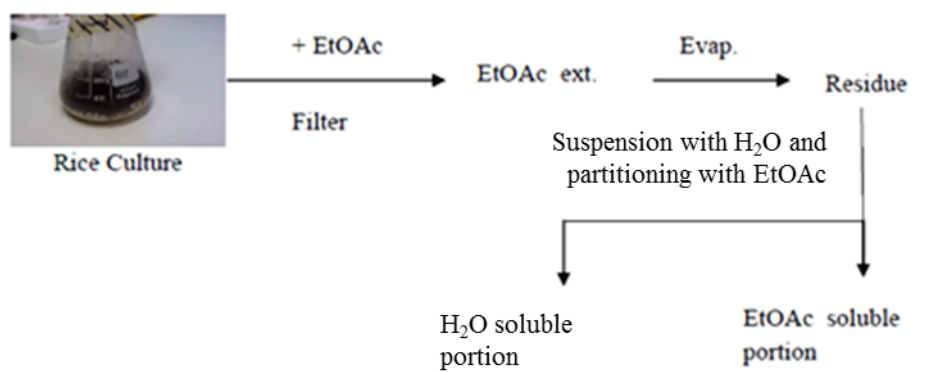 + EtOAc
Filter
Rice Culture
EtOAc ext.
Evap.
Residue
Suspension with H₂O and
partitioning with EtOAc
H₂O soluble
portion
EtOAc soluble
portion